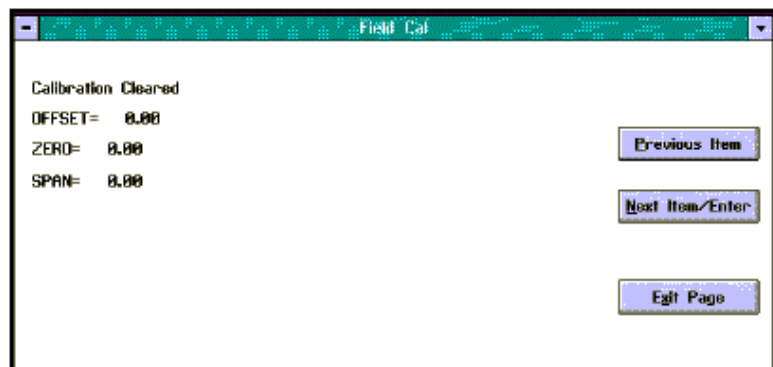 Field Cal
Calibration Cleared
OFFSET= 0.00
ZERO= 0.00
SPAN= 0.00
Previous Item
Next Item/Enter
Exit Page